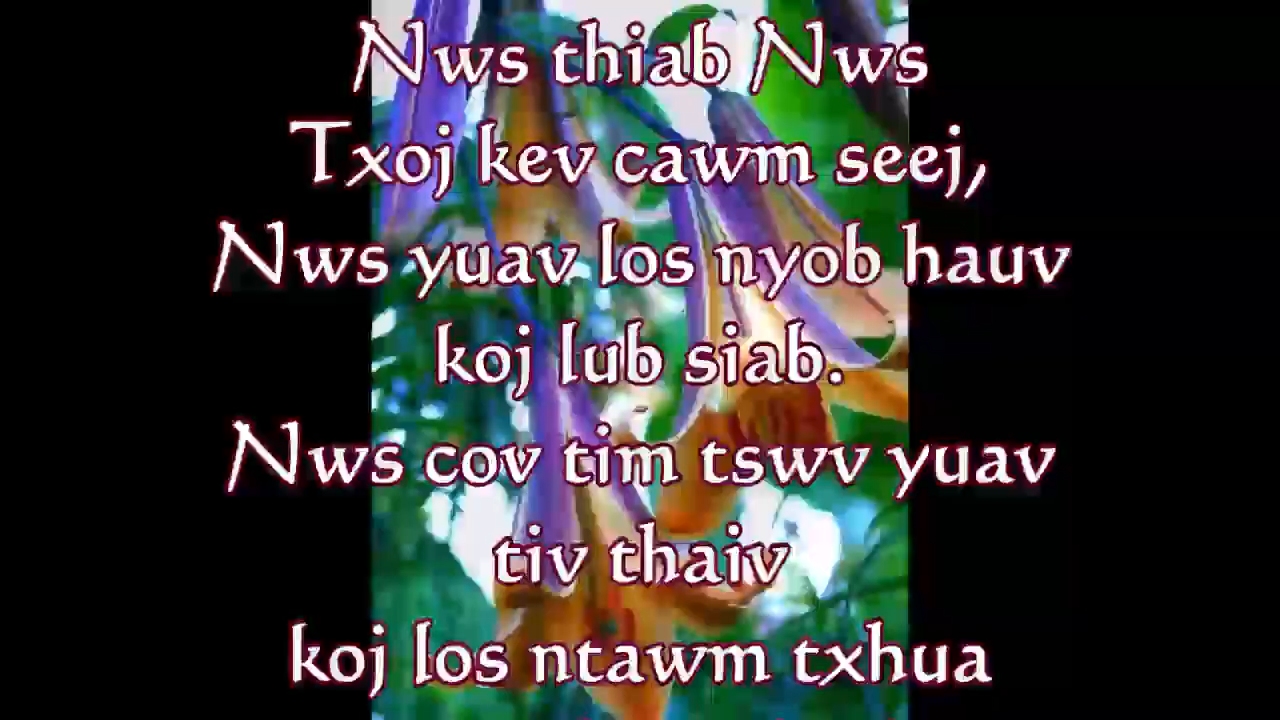 Nws thiab Nws
Txoj kev cawm seej,
Nws yuav los nyob hauv
koj lub siab.
Nws cov tim tswv yuav
tiv thaiv
koj los ntawm txhua